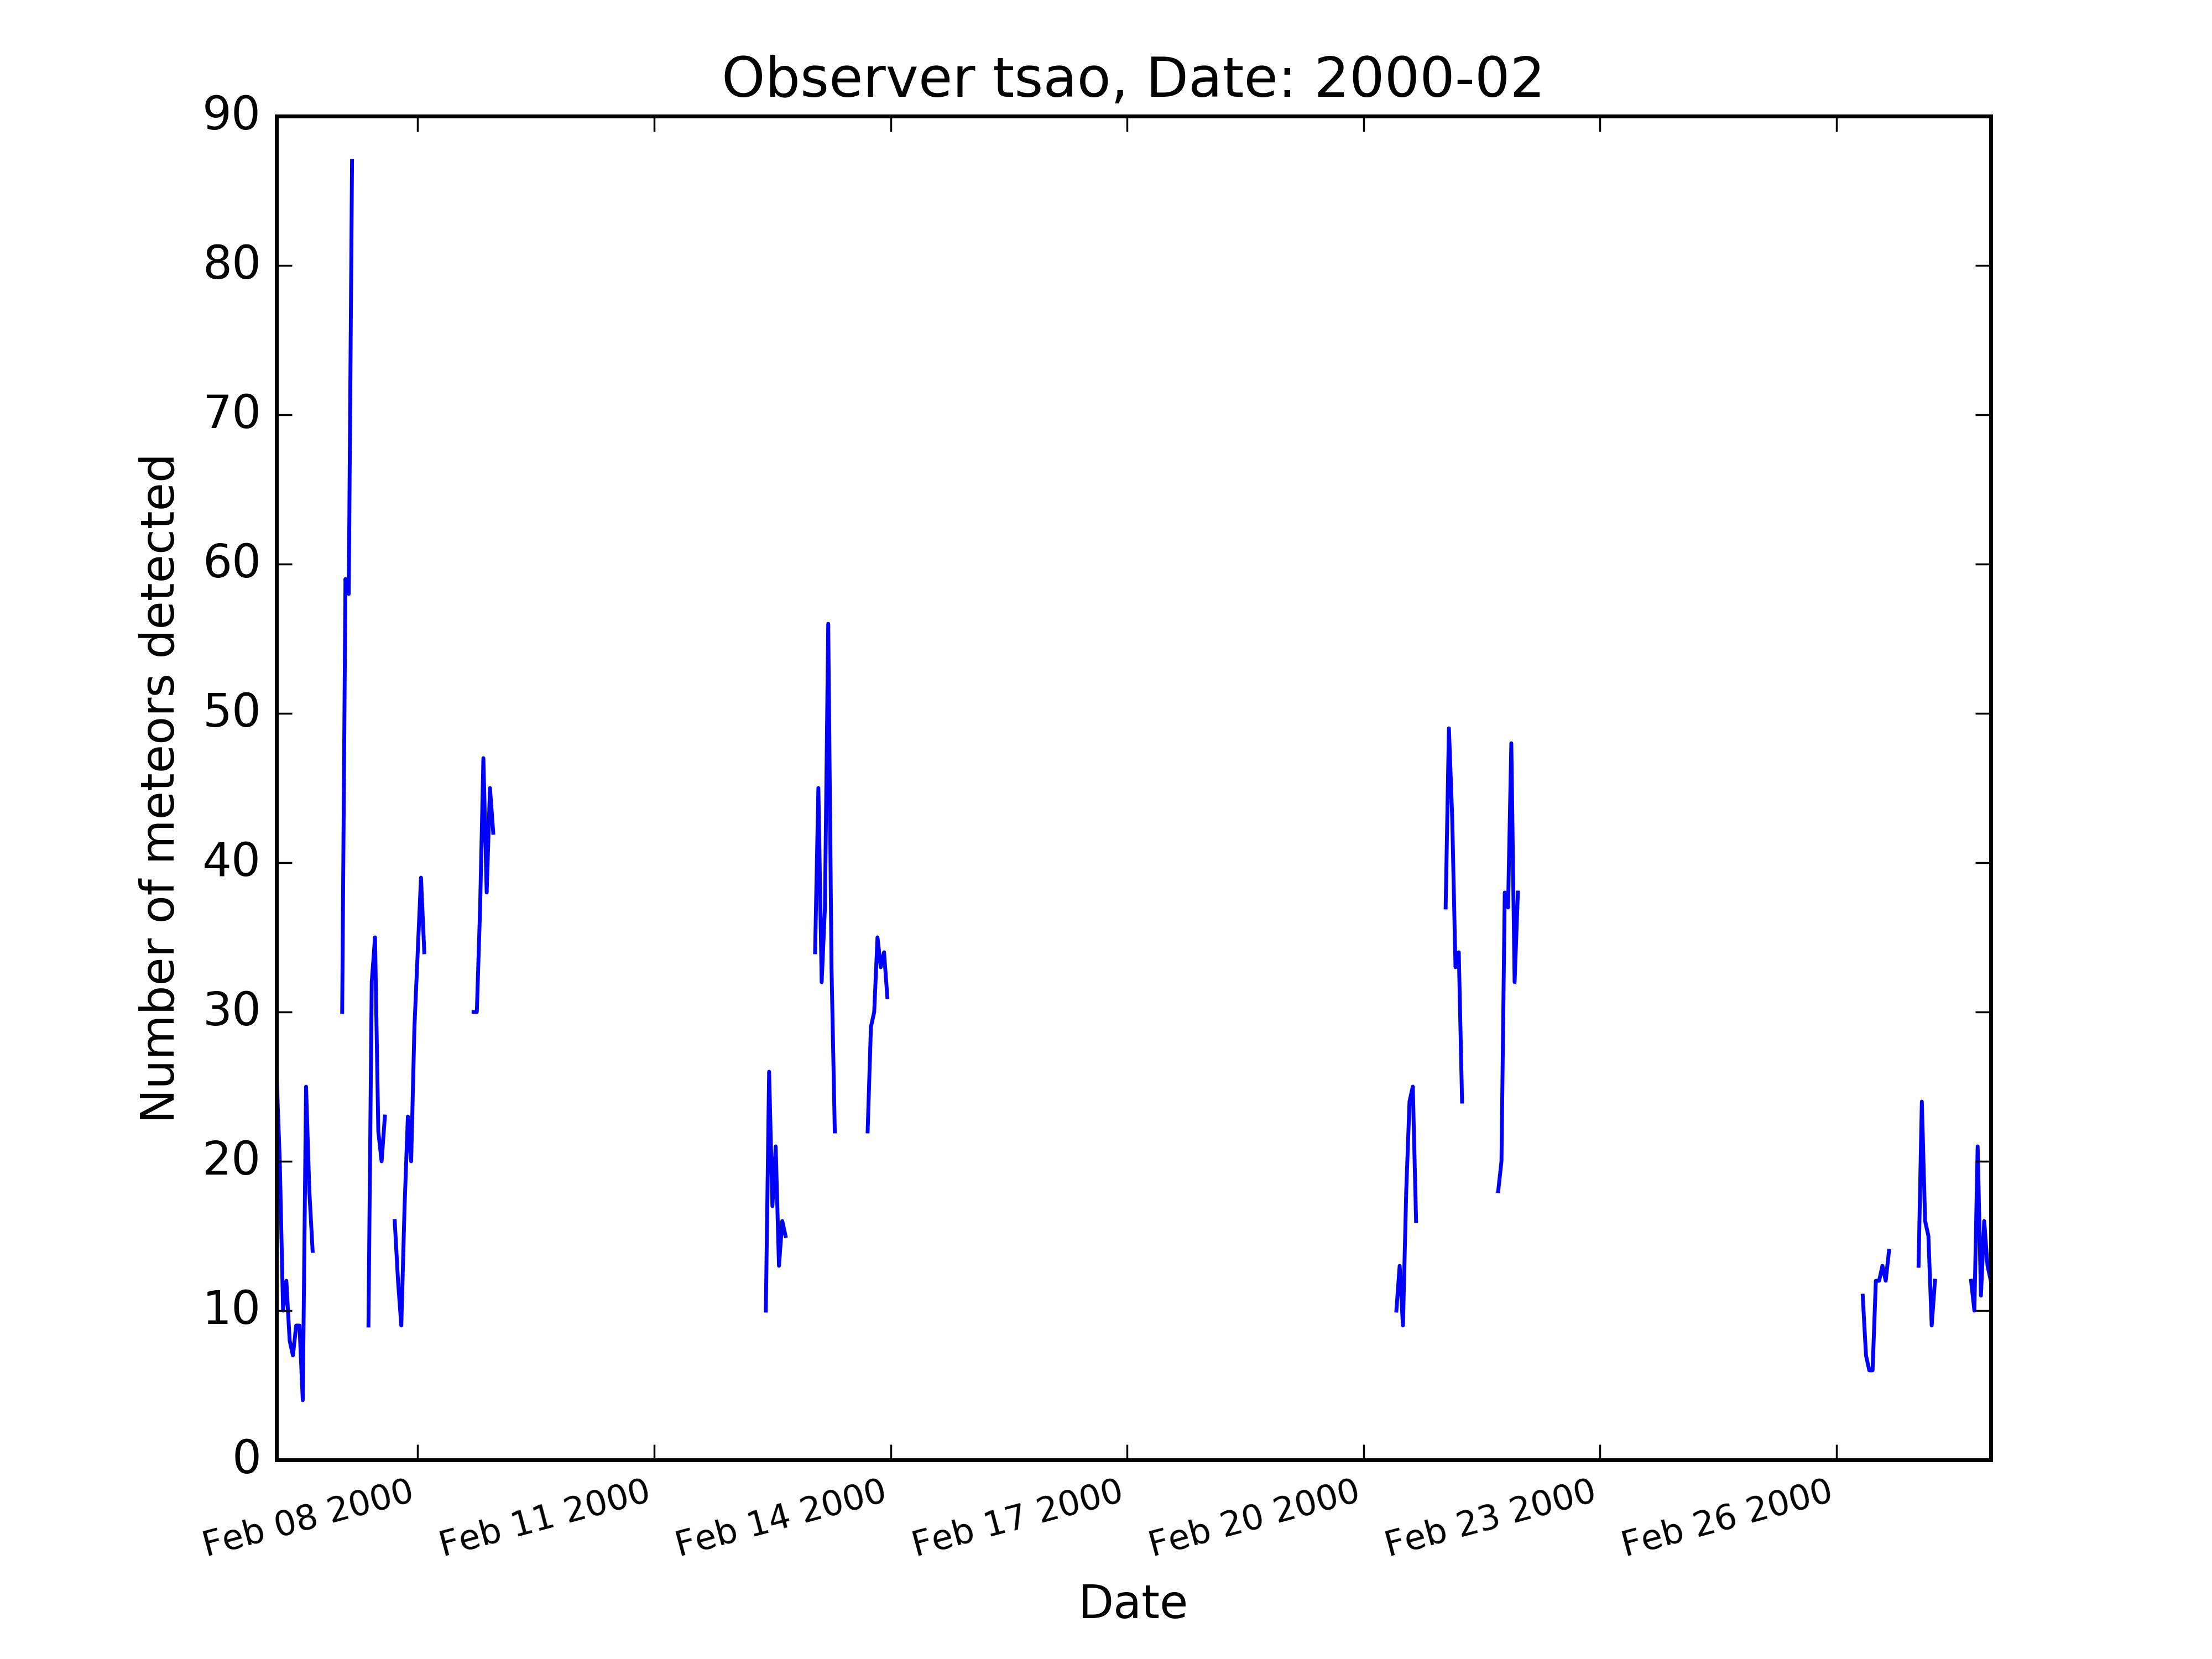 Observer tsao, Date: 2000-02
90
80
70
60
50
40
30
20
10
0
Number of meteors detected
Feb 08 2000
Feb 11 2000
Feb 14 2000
Feb 17 2000
Feb 20 2000
Feb 23 2000
Feb 26 2000
Date